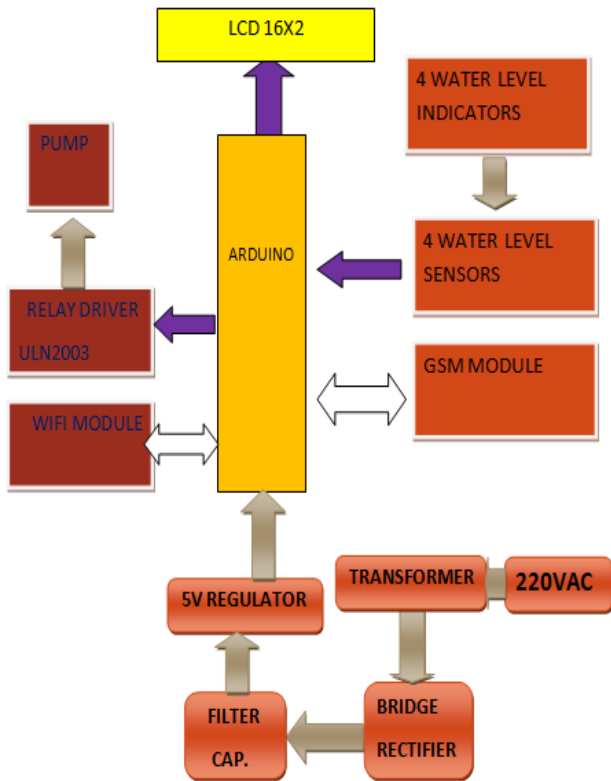 LCD 16X2
4 WATER LEVEL
INDICATORS
PUMP
ARDUINO
4 WATER LEVEL
SENSORS
RELAY DRIVER
ULN2003
GSM MODULE
WIFI MODULE
5V REGULATOR
TRANSFORMER
220VAC
FILTER
CAP.
BRIDGE
RECTIFIER